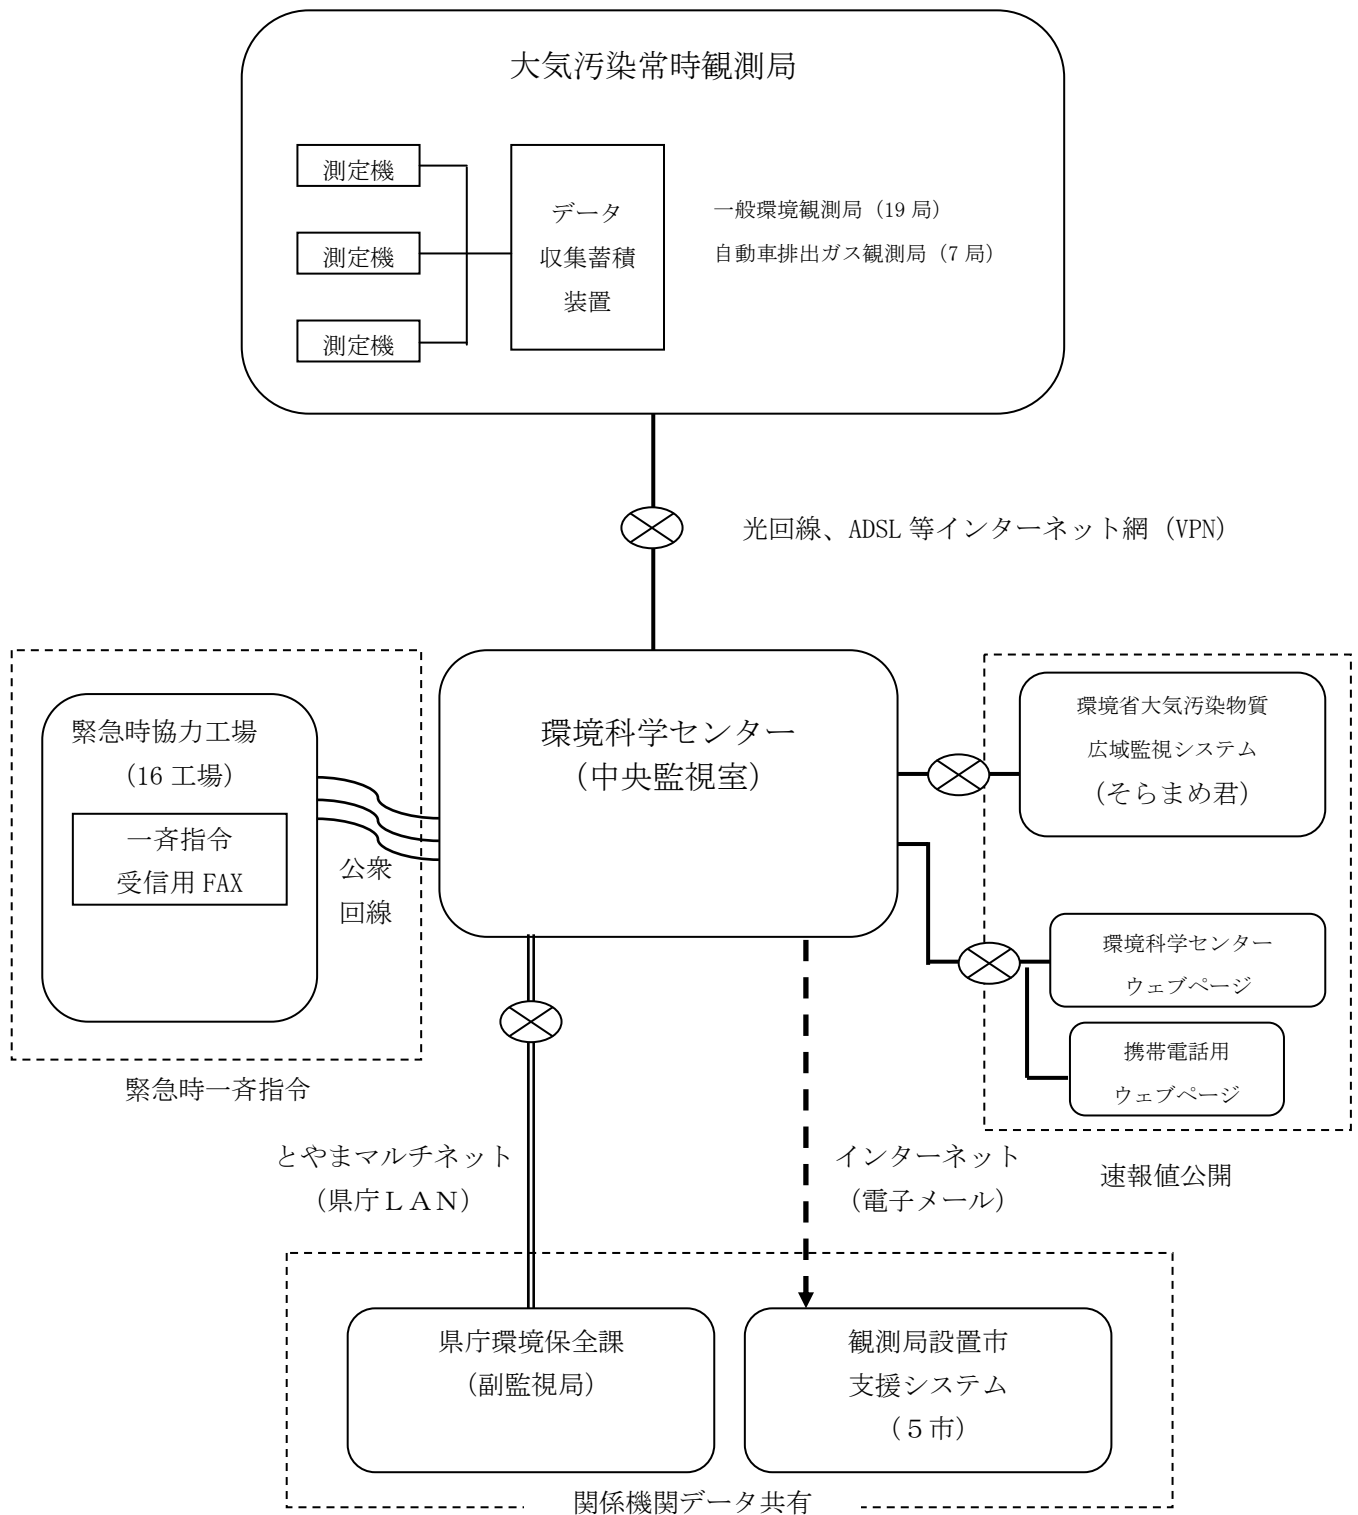 大気汚染常時観測局
測定機
測定機
測定機
データ
収集蓄積
装置
一般環境観測局（19 局）
自動車排出ガス観測局（7 局）
光回線、ADSL 等インターネット網（VPN）
緊急時協力工場
（16 工場）
一斉指令
受信用 FAX
公衆
回線
緊急時一斉指令
環境科学センター
（中央監視室）
環境省大気汚染物質
広域監視システム
（そらまめ君）
環境科学センター
ウェブページ
携帯電話用
ウェブページ
速報値公開
とやまマルチネット
（県庁ＬＡＮ）
インターネット
（電子メール）
県庁環境保全課
（副監視局）
観測局設置市
支援システム
（５市）
関係機関データ共有